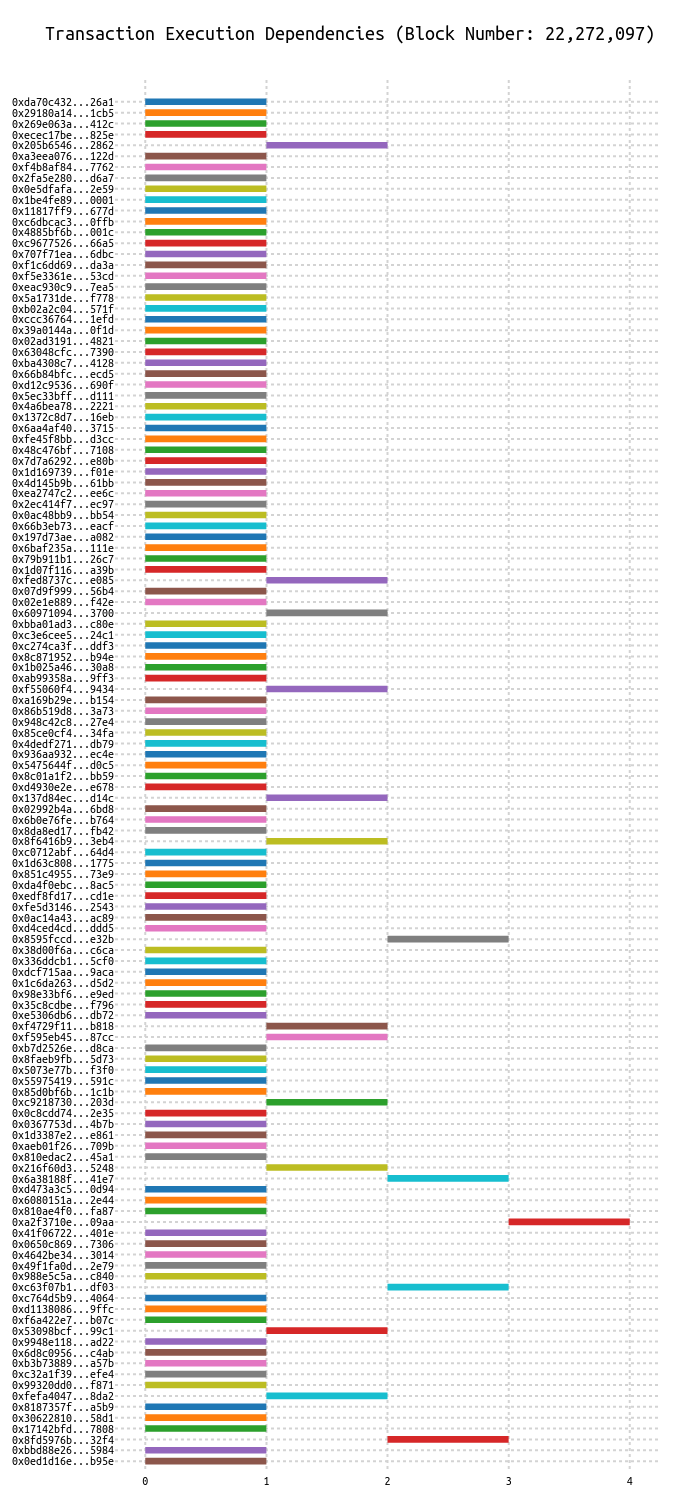 Transaction Execution Dependencies (Block Number: 22,272,097)
0xda70c432...26a1
0x29180a14...1cb5
0x269e063a...412c
0xecec17be...825e
0x205b6546...2862
0xa3eea076...122d
0xf4b8af84...7762
0x2fa5e280...d6a7
0x0e5dfafa...2e59
0x1be4fe89...0001
0x11817ff9...677d
0xc6dbcac3...0ffb
0x4885bf6b...001c
0xc9677526...66a5
0x707f71ea...6dbc
0xf1c6dd69...da3a
0xf5e3361e...53cd
0xeac930c9...7ea5
0x5a1731de...f778
0xb02a2c04...571f
0xccc36764...1efd
0x39a0144a...0f1d
0x02ad3191...4821
0x63048cfc...7390
0xba4308c7...4128
0x66b84bfc...ecd5
0xd12c9536...690f
0x5ec33bff...d111
0x4a6bea78...2221
0x1372c8d7...16eb
0x6aa4af40...3715
0xfe45f8bb...d3cc
0x48c476bf...7108
0x7d7a6292...e80b
0x1d169739...f01e
0x4d145b9b...61bb
0xea2747c2...ee6c
0x2ec414f7...ec97
0x0ac48bb9...bb54
0x66b3eb73...eacf
0x197d73ae...a082
0x6baf235a...111e
0x79b911b1...26c7
0x1d07f116...a39b
0xfed8737c...e085
0x07d9f999...56b4
0x02e1e889...f42e
0x60971094...3700
0xbba01ad3...c80e
0xc3e6cee5...24c1
0xc274ca3f...ddf3
0x8c871952...b94e
0x1b025a46...30a8
0xab99358a...9ff3
0xf55060f4...9434
0xa169b29e...b154
0x86b519d8...3a73
0x948c42c8...27e4
0x85ce0cf4...34fa
0x4dedf271...db79
0x936aa932...ec4e
0x5475644f...d0c5
0x8c01a1f2...bb59
0xd4930e2e...e678
0x137d84ec...d14c
0x02992b4a...6bd8
0x6b0e76fe...b764
0x8da8ed17...fb42
0x8f6416b9...3eb4
0xc0712abf...64d4
0x1d63c808...1775
0x851c4955...73e9
0xda4f0ebc...8ac5
0xedf8fd17...cd1e
0xfe5d3146...2543
0x0ac14a43...ac89
0xd4ced4cd...ddd5
0x8595fccd...e32b
0x38d00f6a...c6ca
0x336ddcb1...5cf0
0xdcf715aa...9aca
0x1c6da263...d5d2
0x98e33bf6...e9ed
0x35c8cdbe...f796
0xe5306db6...db72
0xf4729f11...b818
0xf595eb45...87cc
0xb7d2526e...d8ca
0x8faeb9fb...5d73
0x5073e77b...f3f0
0x55975419...591c
0x85d0bf6b...1c1b
0xc9218730...203d
0x0c8cdd74...2e35
0x0367753d...4b7b
0x1d3387e2...e861
0xaeb01f26...709b
0x810edac2...45a1
0x216f60d3...5248
0x6a38188f...41e7
0xd473a3c5...0d94
0x6080151a...2e44
0x810ae4f0...fa87
0xa2f3710e...09aa
0x41f06722...401e
0x0650c869...7306
0x4642be34...3014
0x49f1fa0d...2e79
0x988e5c5a...c840
0xc63f07b1...df03
0xc764d5b9...4064
0xd1138086...9ffc
0xf6a422e7...b07c
0x53098bcf...99c1
0x9948e118...ad22
0x6d8c0956...c4ab
0xb3b73889...a57b
0xc32a1f39...efe4
0x99320dd0...f871
0xfefa4047...8da2
0x8187357f...a5b9
0x30622810...58d1
0x17142bfd...7808
0x8fd5976b...32f4
0xbbd88e26...5984
0x0ed1d16e...b95e
0 1 2 3 4